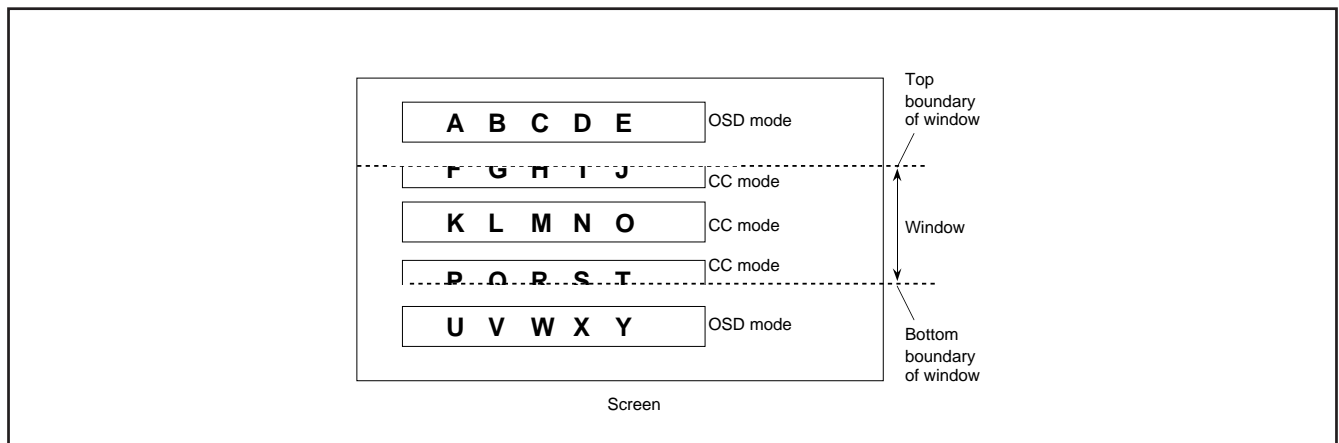 Top
boundary
of window
A B C D E
OSD mode
F G H I J
CC mode
K L M N O
CC mode
Window
P Q R S T
CC mode
U V W X Y
OSD mode
Bottom
boundary
of window
Screen